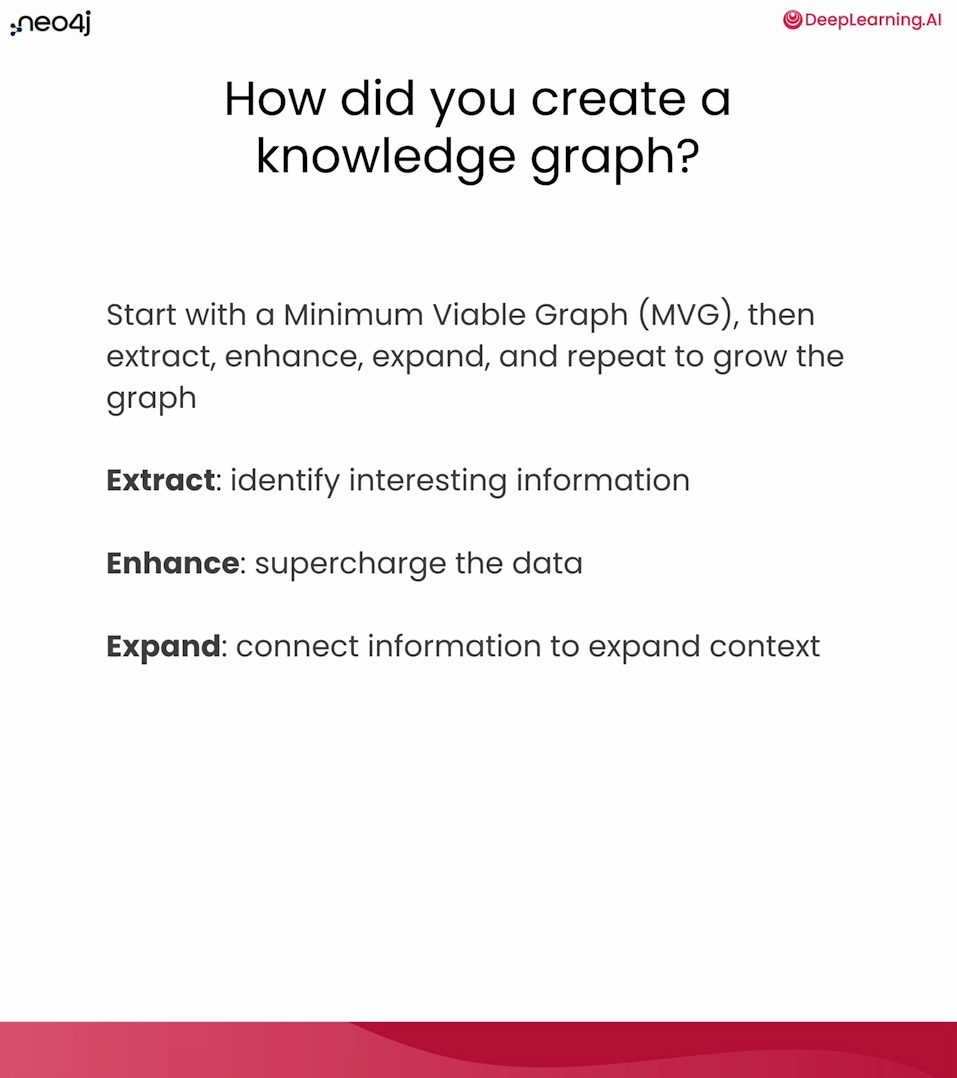 neo4j
DeepLearning.AI
How did you create a
knowledge graph?
Start with a Minimum Viable Graph (MVG), then
extract, enhance, expand, and repeat to grow the
graph
Extract: identify interesting information
Enhance: supercharge the data
Expand: connect information to expand context